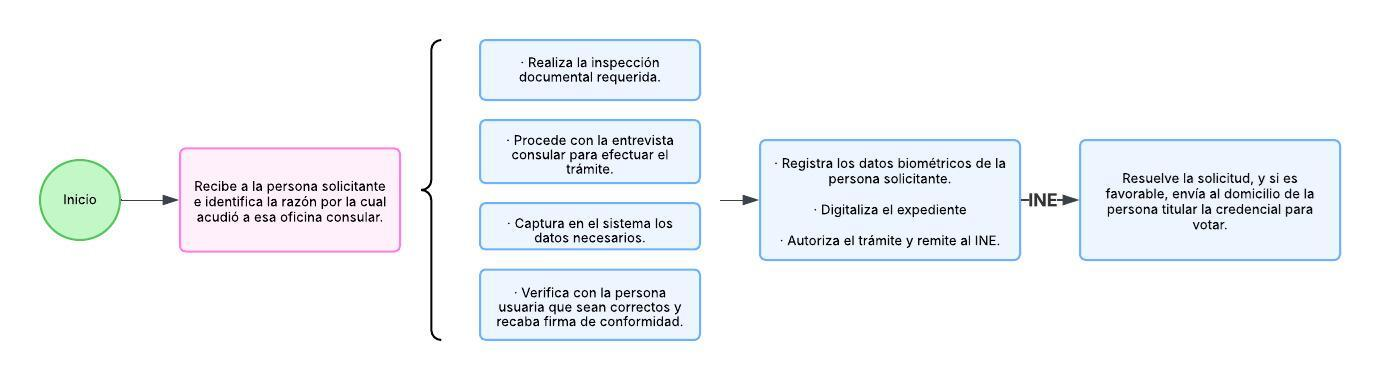 Inicio
Recibe a la persona solicitante
e identifica la razón por la cual
acudió a esa oficina consular.
· Realiza la inspección
documental requerida.
· Procede con la entrevista
consular para efectuar el
trámite.
· Captura en el sistema los
datos necesarios.
· Verifica con la persona
usuaria que sean correctos y
recaba firma de conformidad.
· Registra los datos biométricos de la
persona solicitante.
· Digitaliza el expediente
· Autoriza el trámite y remite al INE.
INE
Resuelve la solicitud, y si es
favorable, envía al domicilio de la
persona titular la credencial para
votar.